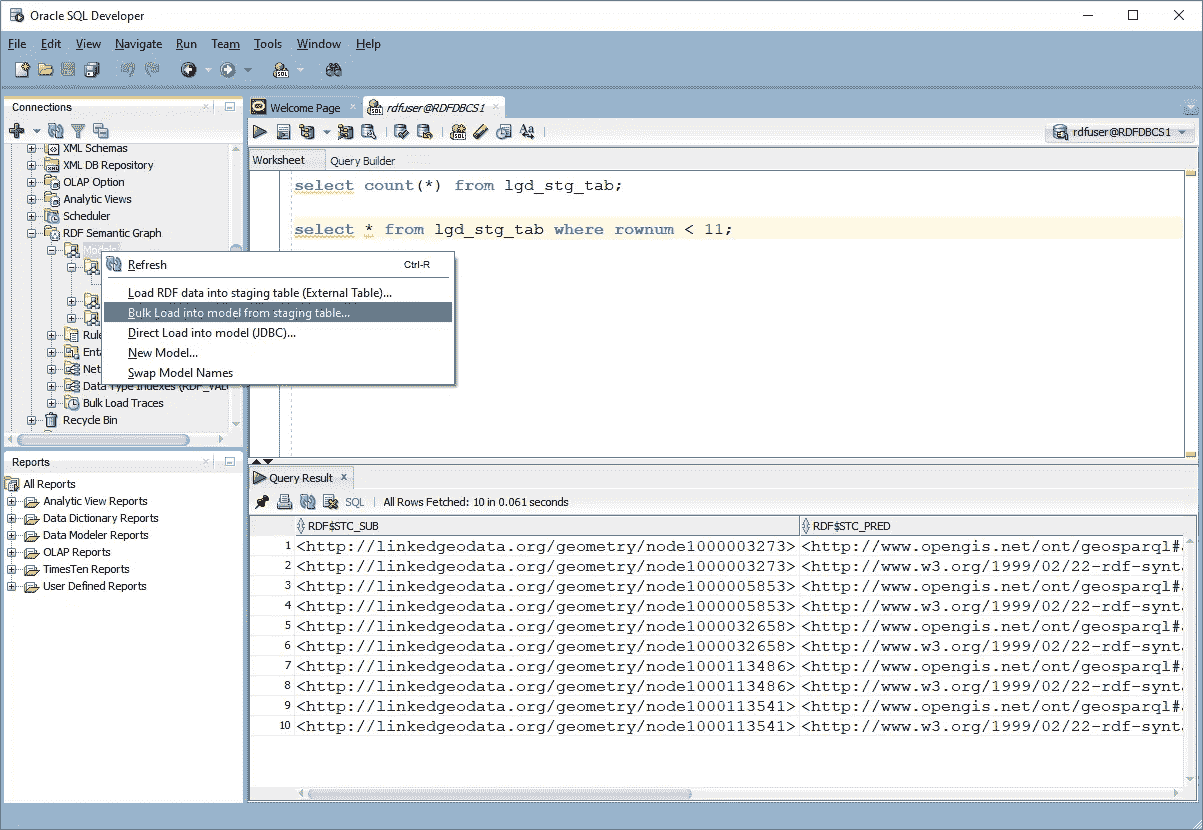 Oracle SQL Developer
File Edit View Navigate Run Team Tools Window Help
Connections
XML Schemas
XML DB Repository
OLAP Option
Analytic Views
Scheduler
RDF Semantic Graph
Models
Refresh Ctrl-R
Load RDF data into staging table (External Table)...
Bulk Load into model from staging table...
Direct Load into model (JDBC)...
New Model...
Swap Model Names
Data Type Indexes (RDF_VAL
Bulk Load Traces
Recycle Bin
Reports
All Reports
Analytic View Reports
Data Dictionary Reports
Data Modeler Reports
OLAP Reports
TimesTen Reports
User Defined Reports
Welcome Page rdfuser@RDFDBCS1
rdfuser@RDFDBCS1
Worksheet Query Builder
select count(*) from lgd_stg_tab;
select * from lgd_stg_tab where rownum < 11;
Query Result
SQL All Rows Fetched: 10 in 0.061 seconds
RDF$STC_SUB RDF$STC_PRED
1 <http://linkedgeodata.org/geometry/node1000003273> <http://www.opengis.net/ont/geosparql#
2 <http://linkedgeodata.org/geometry/node1000003273> <http://www.w3.org/1999/02/22-rdf-synt
3 <http://linkedgeodata.org/geometry/node1000005853> <http://www.opengis.net/ont/geosparql#
4 <http://linkedgeodata.org/geometry/node1000005853> <http://www.w3.org/1999/02/22-rdf-synt
5 <http://linkedgeodata.org/geometry/node1000032658> <http://www.opengis.net/ont/geosparql#
6 <http://linkedgeodata.org/geometry/node1000032658> <http://www.w3.org/1999/02/22-rdf-synt
7 <http://linkedgeodata.org/geometry/node1000113486> <http://www.opengis.net/ont/geosparql#
8 <http://linkedgeodata.org/geometry/node1000113486> <http://www.w3.org/1999/02/22-rdf-synt
9 <http://linkedgeodata.org/geometry/node1000113541> <http://www.opengis.net/ont/geosparql#
10 <http://linkedgeodata.org/geometry/node1000113541> <http://www.w3.org/1999/02/22-rdf-synt